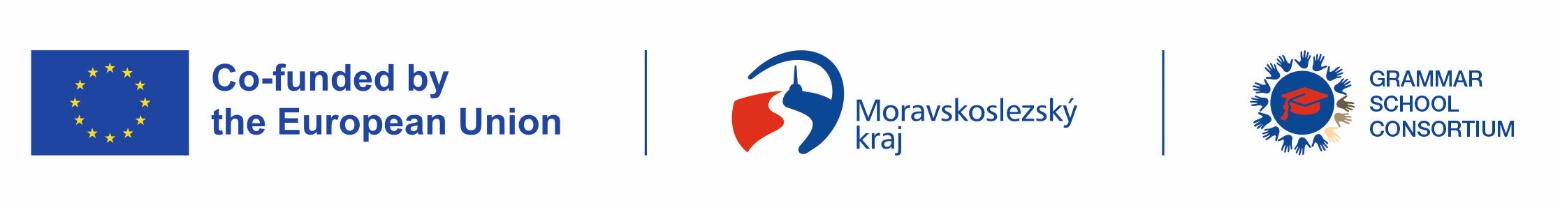 Co-funded by
the European Union
Moravskoslezský
kraj
GRAMMAR
SCHOOL
CONSORTIUM